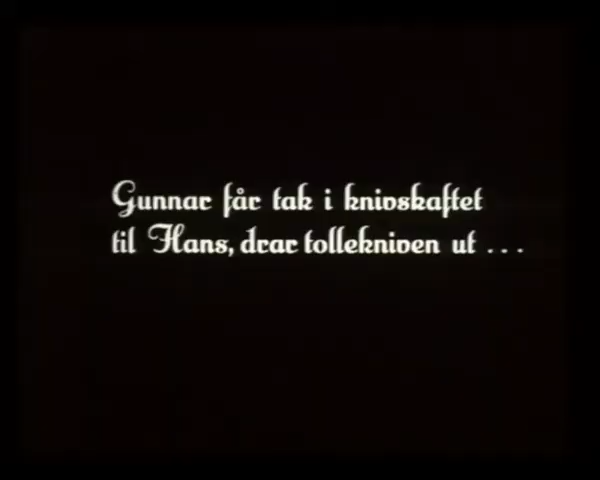 Gunnar får tak i knivskaftet
til Hans, drar tollekniven ut ...